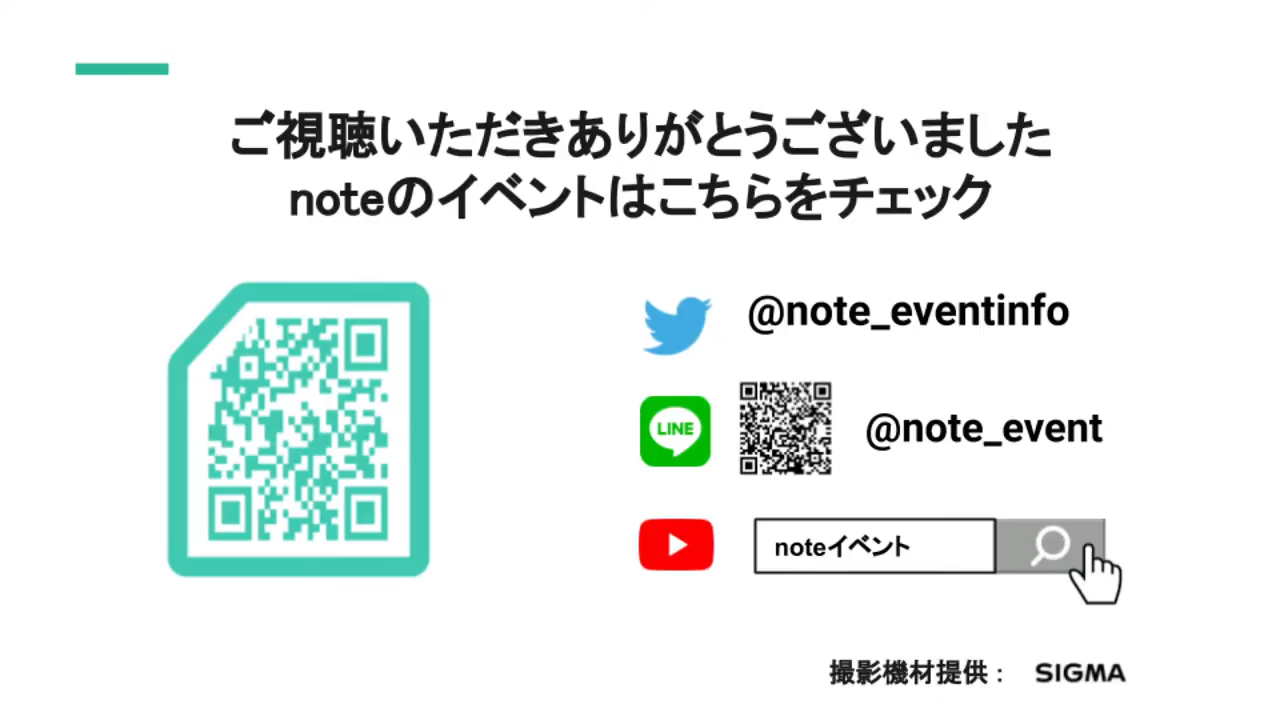 ご視聴いただきありがとうございました
noteのイベントはこちらをチェック
@note_eventinfo
LINE
@note_event
noteイベント
撮影機材提供： SIGMA